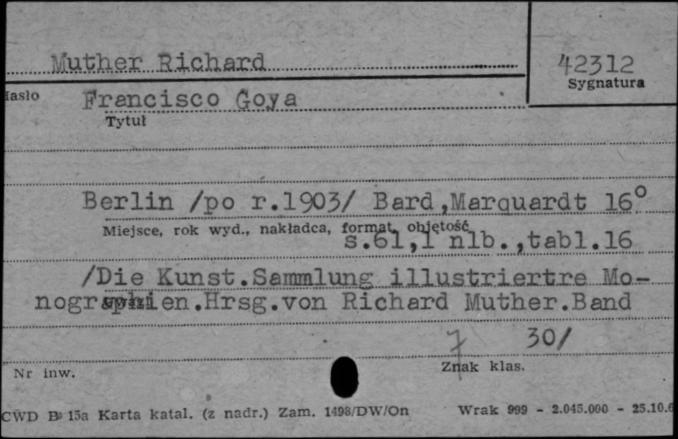 Muther Richard
42312
Sygnatura
Hasło
Francisco Goya
Tytuł
Berlin /po r.1903/ Bard,Marquardt 16°
Miejsce, rok wyd., nakładca, format, objętość
s.61,1 nlb.,tabl.16
/Die Kunst.Sammlung illustriertre Mo-
nographien.Hrsg.von Richard Muther.Band
7 30/
Nr inw.
Znak klas.
CWD B- 15a Karta katal. (z nadr.) Zam. 1498/DW/On Wrak 999 - 2.045.000 - 25.10.6